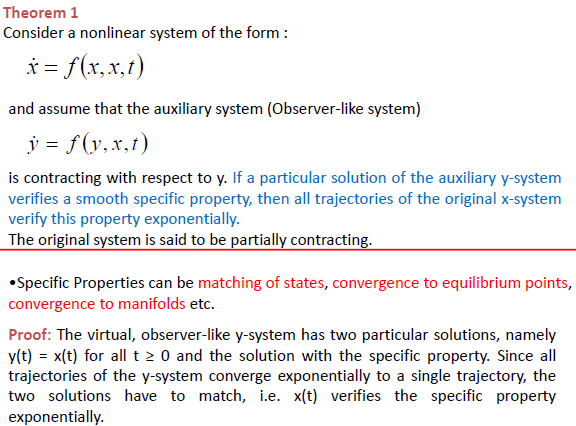 Theorem 1
Consider a nonlinear system of the form :
ẋ = f(x,x,t)
and assume that the auxiliary system (Observer-like system)
ẏ = f(y,x,t)
is contracting with respect to y. If a particular solution of the auxiliary y-system
verifies a smooth specific property, then all trajectories of the original x-system
verify this property exponentially.
The original system is said to be partially contracting.
•Specific Properties can be matching of states, convergence to equilibrium points,
convergence to manifolds etc.
Proof: The virtual, observer-like y-system has two particular solutions, namely
y(t) = x(t) for all t ≥ 0 and the solution with the specific property. Since all
trajectories of the y-system converge exponentially to a single trajectory, the
two solutions have to match, i.e. x(t) verifies the specific property
exponentially.